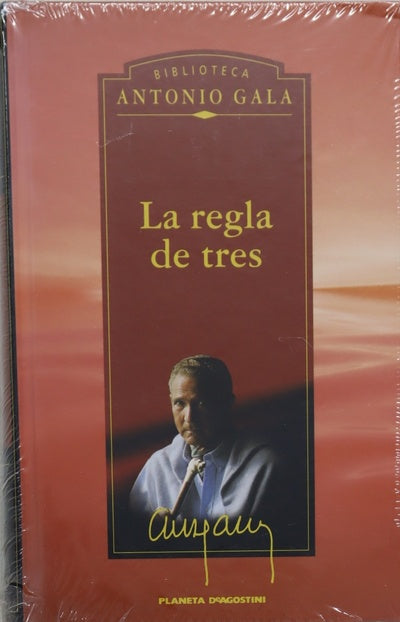 BIBLIOTECA
ANTONIO GALA
La regla
de tres
PLANETA DEAGOSTINI